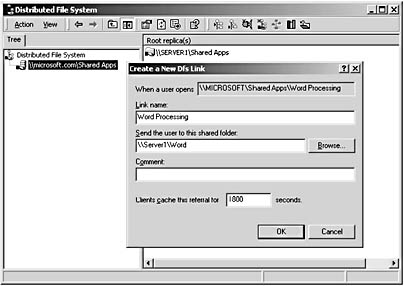 Distributed File System
Action View
Tree
Root replica(s)
Distributed File System
\\microsoft.com\Shared Apps
\\SERVER1\Shared Apps
Create a New Dfs Link
When a user opens \\MICROSOFT\Shared Apps\Word Processing
Link name:
Word Processing
Send the user to this shared folder:
\\Server1\Word
Browse...
Comment:
Clients cache this referral for 1800 seconds.
OK Cancel